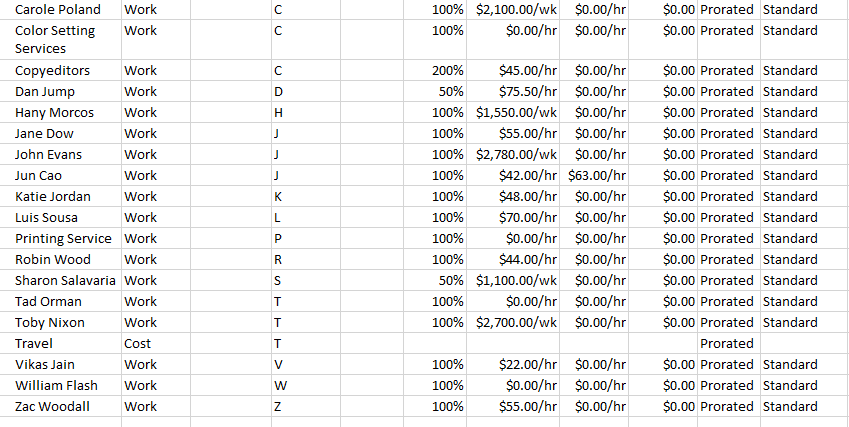 Carole Poland Work C 100% $2,100.00/wk $0.00/hr $0.00 Prorated Standard
Color Setting Work C 100% $0.00/hr $0.00/hr $0.00 Prorated Standard
Services
Copyeditors Work C 200% $45.00/hr $0.00/hr $0.00 Prorated Standard
Dan Jump Work D 50% $75.50/hr $0.00/hr $0.00 Prorated Standard
Hany Morcos Work H 100% $1,550.00/wk $0.00/hr $0.00 Prorated Standard
Jane Dow Work J 100% $55.00/hr $0.00/hr $0.00 Prorated Standard
John Evans Work J 100% $2,780.00/wk $0.00/hr $0.00 Prorated Standard
Jun Cao Work J 100% $42.00/hr $63.00/hr $0.00 Prorated Standard
Katie Jordan Work K 100% $48.00/hr $0.00/hr $0.00 Prorated Standard
Luis Sousa Work L 100% $70.00/hr $0.00/hr $0.00 Prorated Standard
Printing Service Work P 100% $0.00/hr $0.00/hr $0.00 Prorated Standard
Robin Wood Work R 100% $44.00/hr $0.00/hr $0.00 Prorated Standard
Sharon Salavaria Work S 50% $1,100.00/wk $0.00/hr $0.00 Prorated Standard
Tad Orman Work T 100% $0.00/hr $0.00/hr $0.00 Prorated Standard
Toby Nixon Work T 100% $2,700.00/wk $0.00/hr $0.00 Prorated Standard
Travel Cost T Prorated
Vikas Jain Work V 100% $22.00/hr $0.00/hr $0.00 Prorated Standard
William Flash Work W 100% $0.00/hr $0.00/hr $0.00 Prorated Standard
Zac Woodall Work Z 100% $55.00/hr $0.00/hr $0.00 Prorated Standard